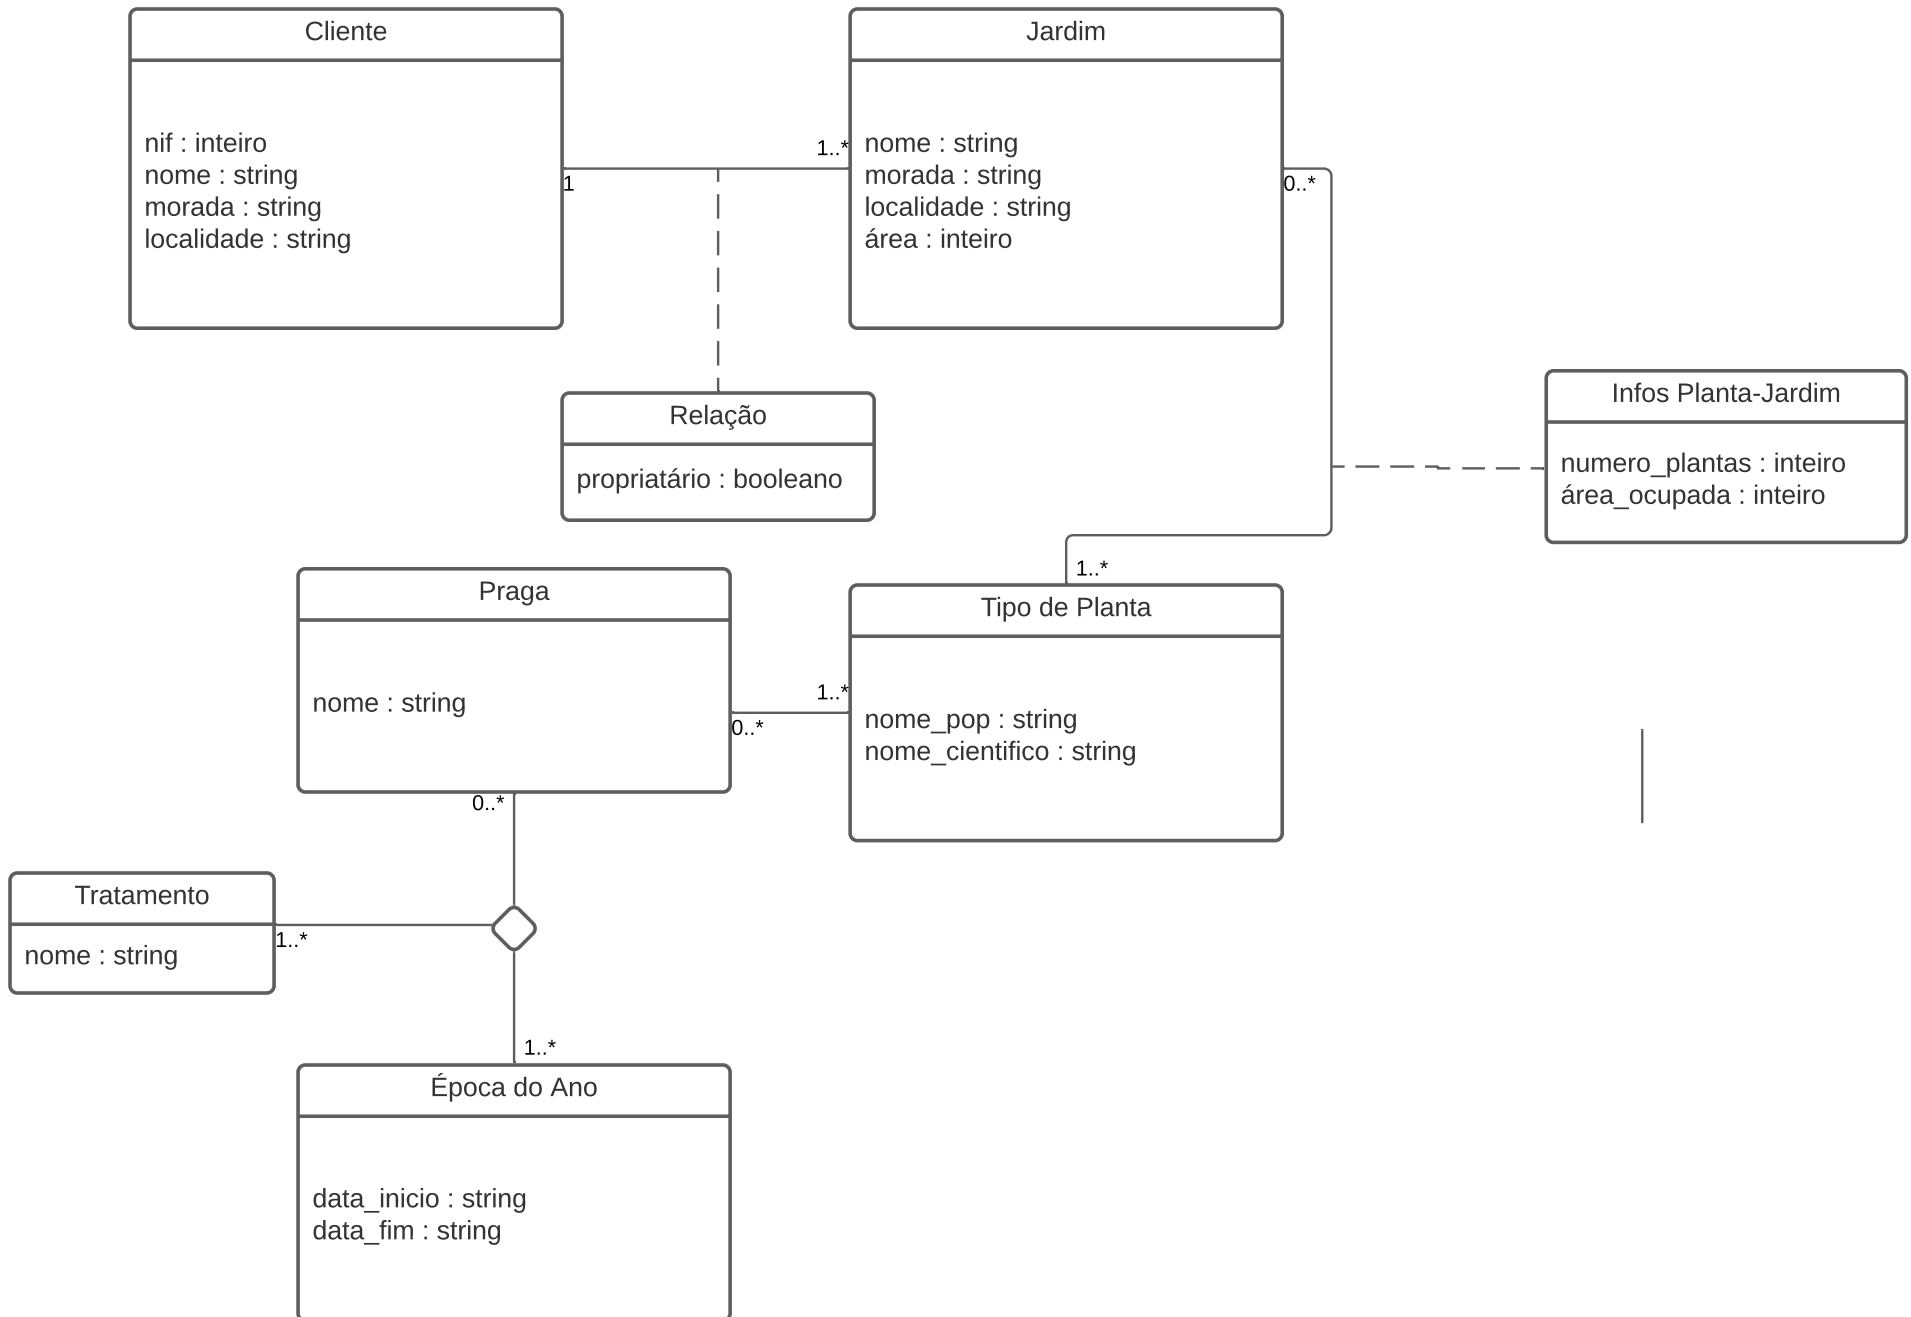 Cliente
nif : inteiro
nome : string
morada : string
localidade : string
1
1..*
Jardim
nome : string
morada : string
localidade : string
área : inteiro
0..*
Relação
propriatário : booleano
Infos Planta-Jardim
numero_plantas : inteiro
área_ocupada : inteiro
1..*
Praga
nome : string
0..*
1..*
Tipo de Planta
nome_pop : string
nome_cientifico : string
0..*
Tratamento
nome : string
1..*
1..*
Época do Ano
data_inicio : string
data_fim : string